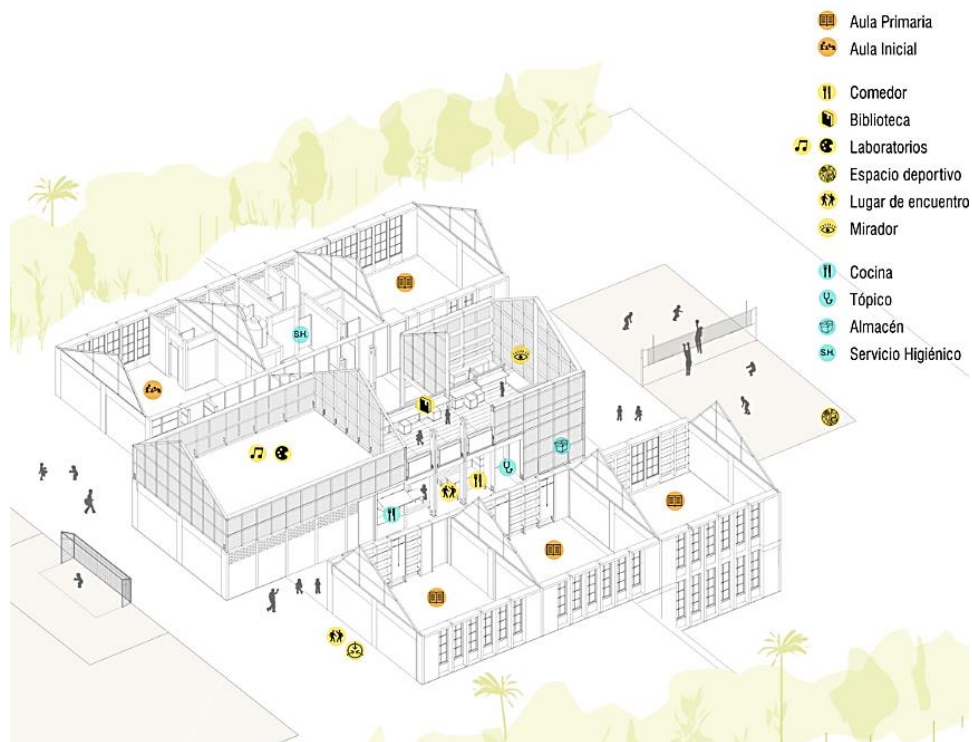 Aula Primaria
Aula Inicial
Comedor
Biblioteca
Laboratorios
Espacio deportivo
Lugar de encuentro
Mirador
Cocina
Tópico
Almacén
S.H. Servicio Higiénico
S.H.